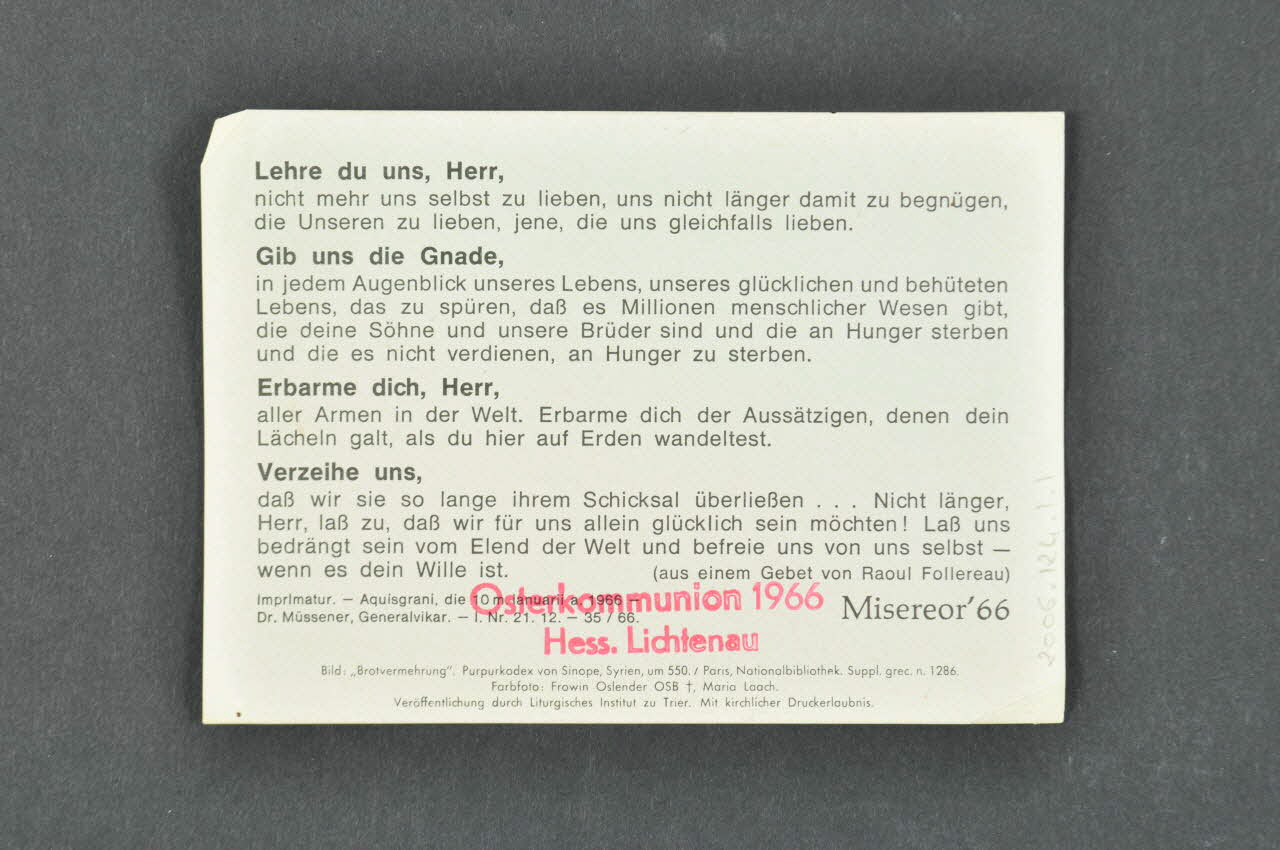 Lehre du uns, Herr,
nicht mehr uns selbst zu lieben, uns nicht länger damit zu begnügen,
die Unseren zu lieben, jene, die uns gleichfalls lieben.
Gib uns die Gnade,
in jedem Augenblick unseres Lebens, unseres glücklichen und behüteten
Lebens, das zu spüren, daß es Millionen menschlicher Wesen gibt,
die deine Söhne und unsere Brüder sind und die an Hunger sterben
und die es nicht verdienen, an Hunger zu sterben.
Erbarme dich, Herr,
aller Armen in der Welt. Erbarme dich der Aussätzigen, denen dein
Lächeln galt, als du hier auf Erden wandeltest.
Verzeihe uns,
daß wir sie so lange ihrem Schicksal überließen . . . Nicht länger,
Herr, laß zu, daß wir für uns allein glücklich sein möchten! Laß uns
bedrängt sein vom Elend der Welt und befreie uns von uns selbst —
wenn es dein Wille ist. (aus einem Gebet von Raoul Follereau)
Imprimatur. – Aquisgrani, die 10 m. Ianuarii a. 1966 –
Osterkommunion 1966
Misereor '66
Dr. Müssener, Generalvikar. – I. Nr. 21. 12. – 35/66.
Hess. Lichtenau
Bild: „Brotvermehrung". Purpurkodex von Sinope, Syrien, um 550. / Paris, Nationalbibliothek. Suppl. grec. n. 1286.
Farbfoto: Frowin Oslender OSB †, Maria Laach.
Veröffentlichung durch Liturgisches Institut zu Trier. Mit kirchlicher Druckerlaubnis.
2006.124.1.1